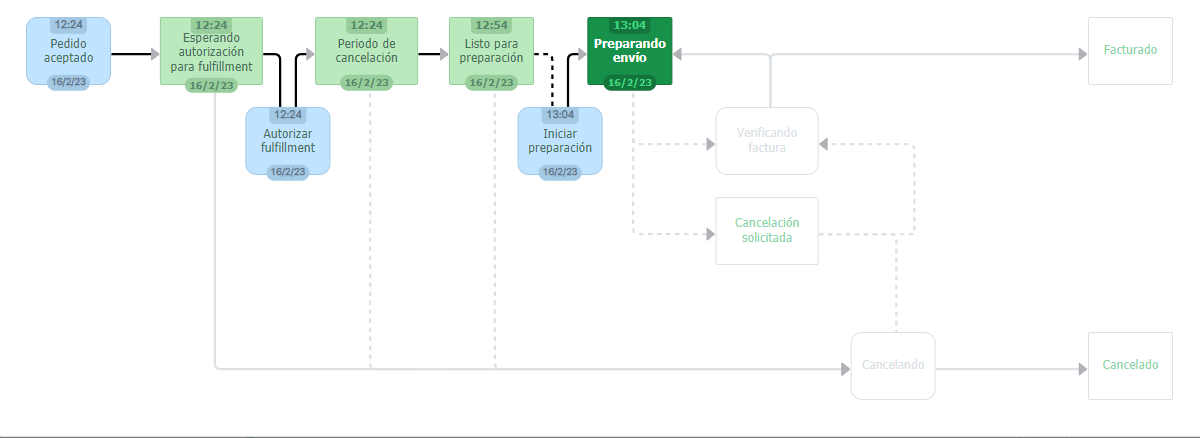 12:24
Pedido
aceptado
16/2/23
12:24
Esperando
autorización
para fulfillment
16/2/23
12:24
Autorizar
fulfillment
16/2/23
12:24
Periodo de
cancelación
16/2/23
12:54
Listo para
preparación
16/2/23
13:04
Iniciar
preparación
16/2/23
13:04
Preparando
envío
16/2/23
Verificando
factura
Cancelación
solicitada
Cancelando
Facturado
Cancelado